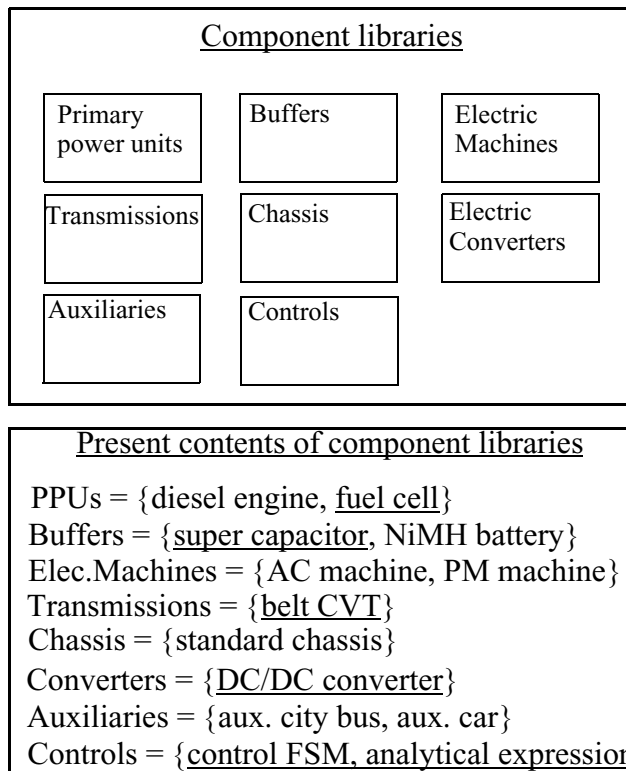 Component libraries
Primary
power units
Buffers
Electric
Machines
Transmissions
Chassis
Electric
Converters
Auxiliaries
Controls
Present contents of component libraries
PPUs = {diesel engine, fuel cell}
Buffers = {super capacitor, NiMH battery}
Elec.Machines = {AC machine, PM machine}
Transmissions = {belt CVT}
Chassis = {standard chassis}
Converters = {DC/DC converter}
Auxiliaries = {aux. city bus, aux. car}
Controls = {control FSM, analytical expression